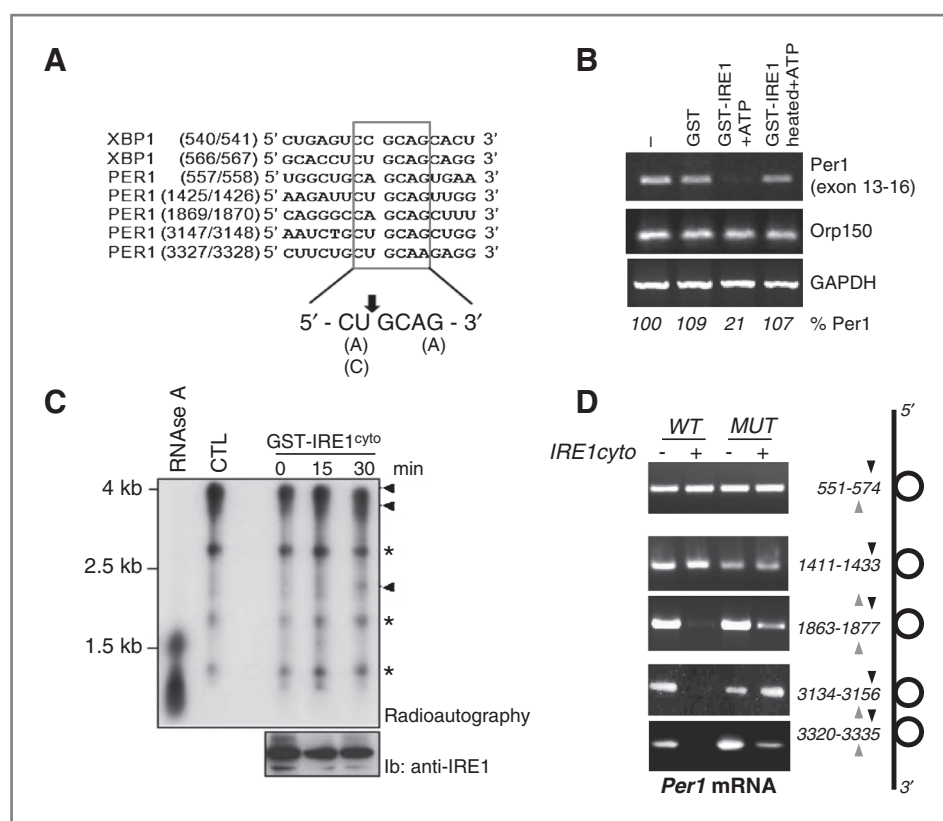 A
XBP1 (540/541) 5′ CUGAGUCC GCAGCACU 3′
XBP1 (566/567) 5′ GCACCUCU GCAGCAGG 3′
PER1 (557/558) 5′ UGGCUGCA GCAGUGAA 3′
PER1 (1425/1426) 5′ AAGAUUCU GCAGUUGG 3′
PER1 (1869/1870) 5′ CAGGGCCA GCAGCUUU 3′
PER1 (3147/3148) 5′ AAUCTGCU GCAGCUGG 3′
PER1 (3327/3328) 5′ CUUCUGCU GCAAGAGG 3′
5′ - CU GCAG - 3′
(A) (A)
(C)
B
– GST GST-IRE1 +ATP GST-IRE1 heated+ATP
Per1
(exon 13-16)
Orp150
GAPDH
100 109 21 107 % Per1
C
RNAse A CTL GST-IRE1cyto
0 15 30 min
4 kb
*
2.5 kb
*
1.5 kb
*
Radioautography
Ib: anti-IRE1
D
WT MUT
IRE1cyto - + - +
5′
551-574
1411-1433
1863-1877
3134-3156
3320-3335
Per1 mRNA
3′